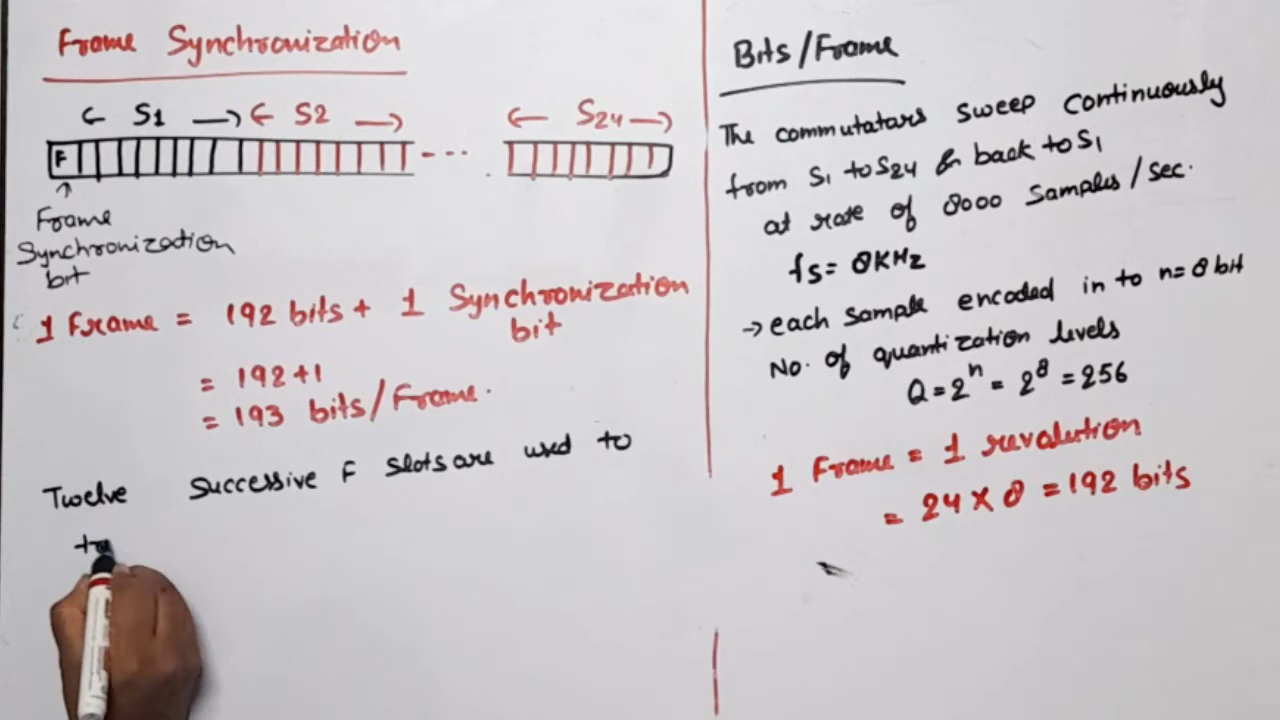 Frame Synchronization
S1 S2 S24
F
Frame
Synchronization
bit
1 Frame = 192 bits + 1 Synchronization
bit
= 192+1
= 193 bits/Frame.
Twelve successive F slots are used to
tr
Bits/Frame
The commutators sweep continuously
from S1 to S24 & back to S1
at rate of 8000 Samples/sec.
fs = 8KHz
→ each sample encoded in to n=8 bit
No. of quantization levels
Q = 2^n = 2^8 = 256
1 Frame = 1 revalution
= 24 X 8 = 192 bits